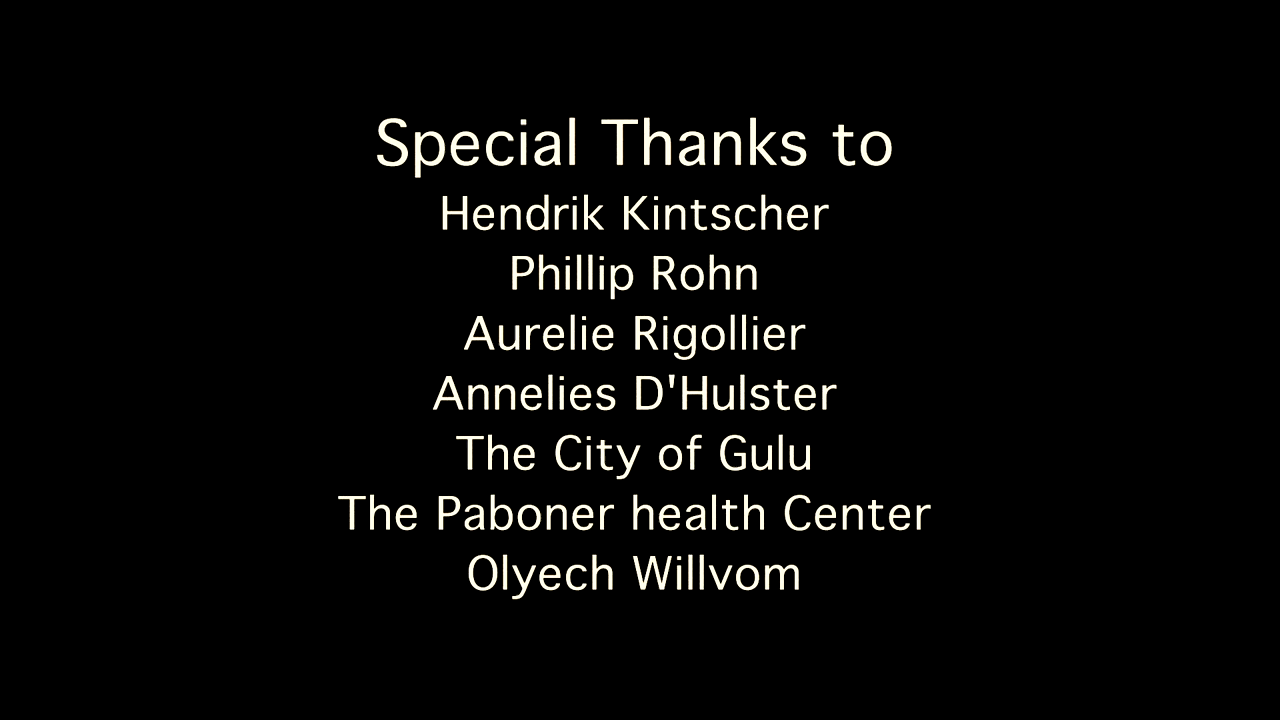 Special Thanks to
Hendrik Kintscher
Phillip Rohn
Aurelie Rigollier
Annelies D'Hulster
The City of Gulu
The Paboner health Center
Olyech Willvom